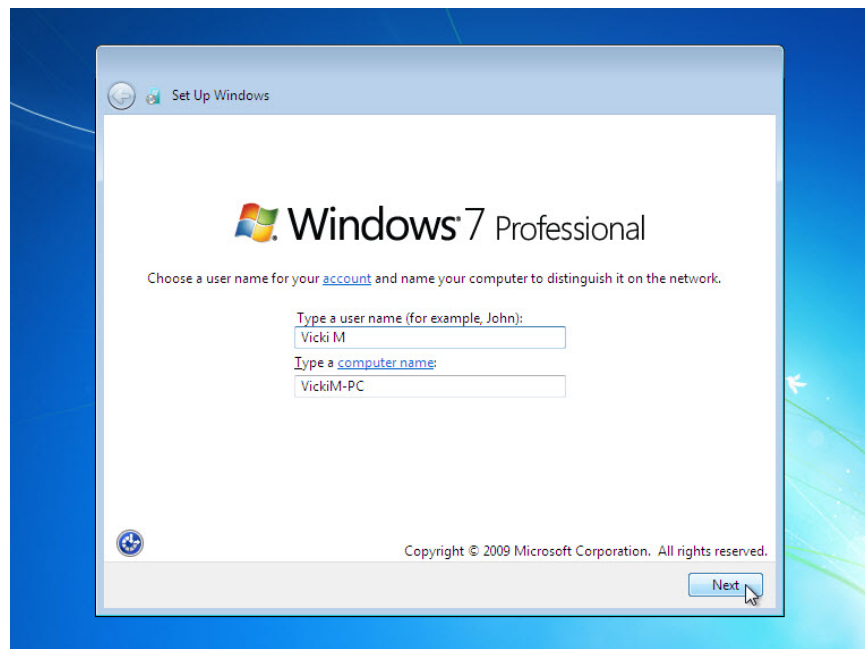 Set Up Windows
Windows 7 Professional
Choose a user name for your account and name your computer to distinguish it on the network.
Type a user name (for example, John):
Vicki M
Type a computer name:
VickiM-PC
Copyright © 2009 Microsoft Corporation. All rights reserved.
Next